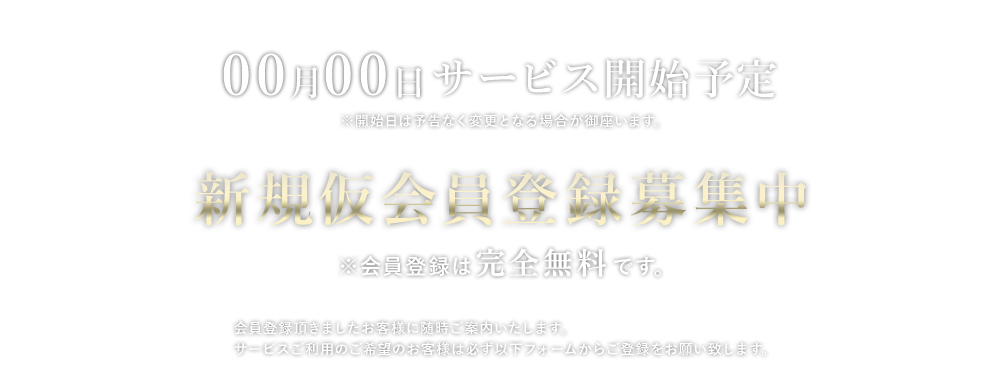 00月00日 サービス開始予定
※開始日は予告なく変更となる場合が御座います。
新規仮会員登録募集中
※会員登録は完全無料です。
会員登録頂きましたお客様に随時ご案内いたします。
サービスご利用のご希望のお客様は必ず以下フォームからご登録をお願い致します。